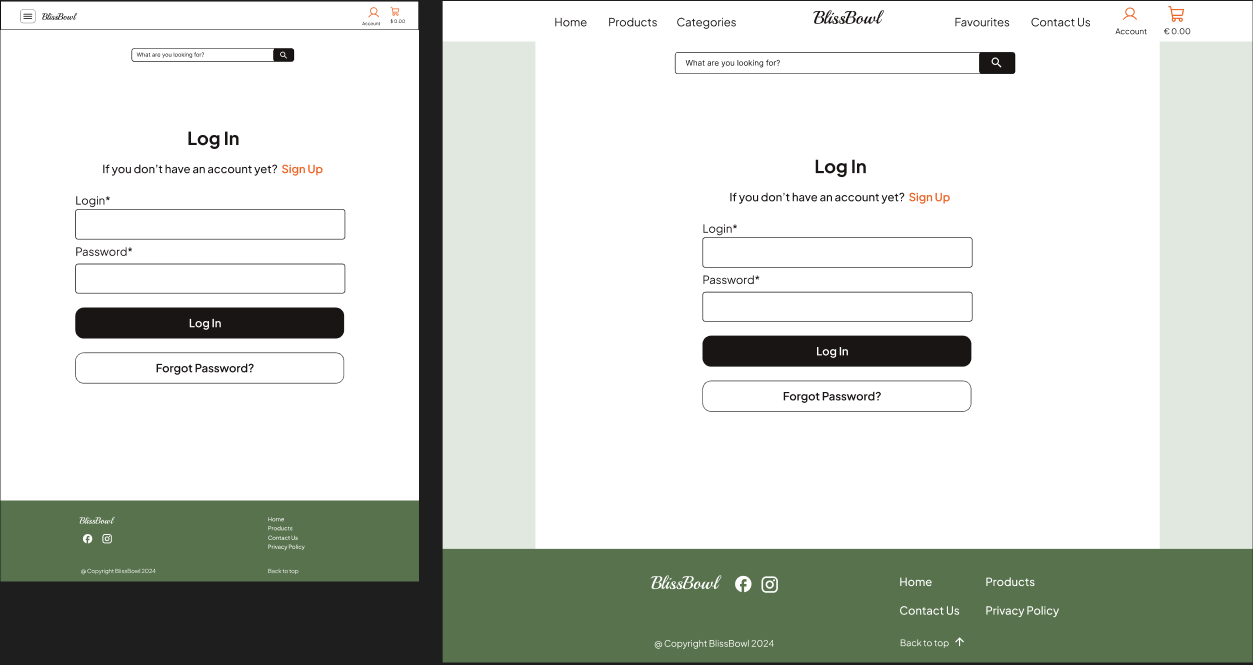 BlissBowl
Account
$ 0.00
What are you looking for?
Log In
If you don't have an account yet? Sign Up
Login*
Password*
Log In
Forgot Password?
BlissBowl
Home
Products
Contact Us
Privacy Policy
@ Copyright BlissBowl 2024
Back to top
Home Products Categories BlissBowl Favourites Contact Us
Account € 0.00
What are you looking for?
Log In
If you don't have an account yet? Sign Up
Login*
Password*
Log In
Forgot Password?
BlissBowl Home Products
Contact Us Privacy Policy
@ Copyright BlissBowl 2024 Back to top